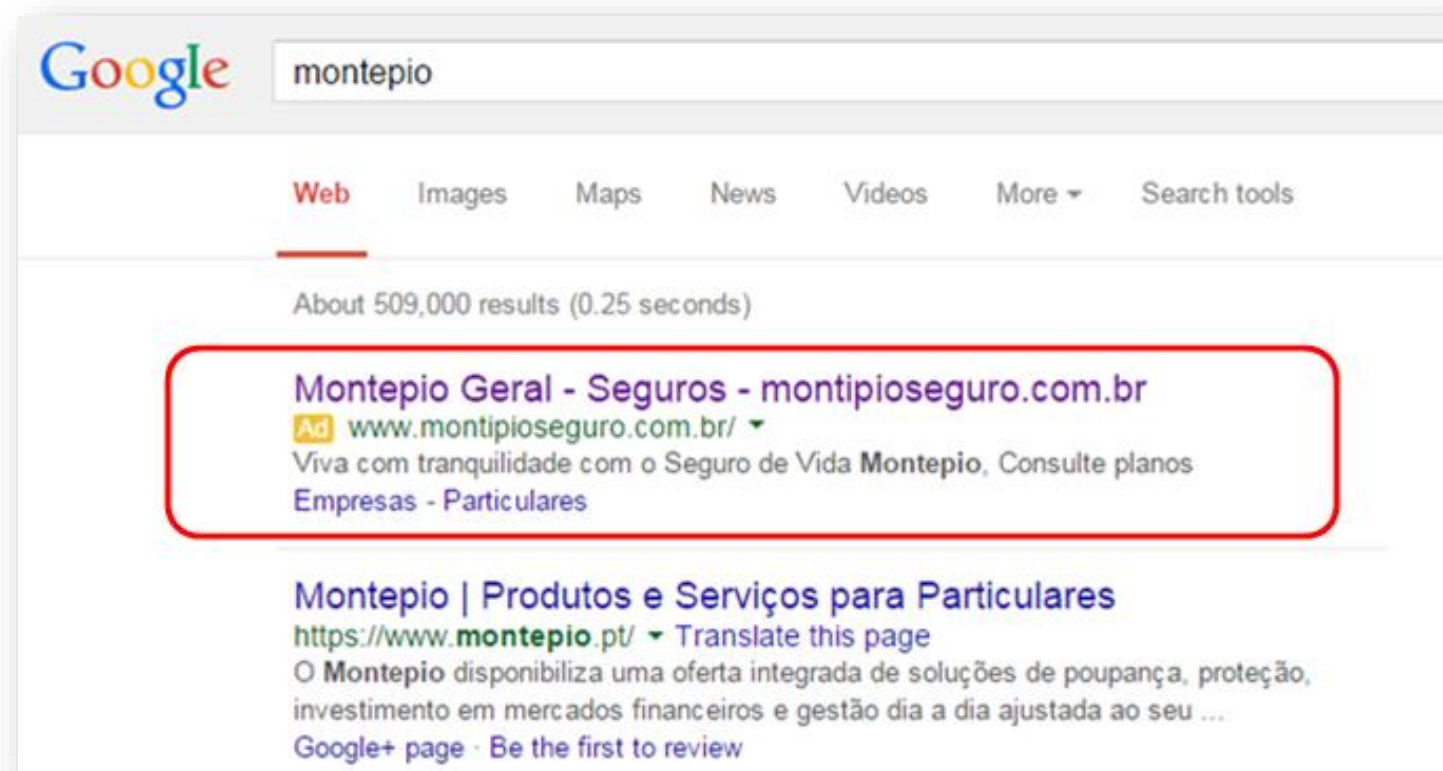 Google montepio
Web Images Maps News Videos More Search tools
About 509,000 results (0.25 seconds)
Montepio Geral - Seguros - montipioseguro.com.br
Ad www.montipioseguro.com.br/
Viva com tranquilidade com o Seguro de Vida Montepio, Consulte planos
Empresas - Particulares
Montepio | Produtos e Serviços para Particulares
https://www.montepio.pt/ Translate this page
O Montepio disponibiliza uma oferta integrada de soluções de poupança, proteção,
investimento em mercados financeiros e gestão dia a dia ajustada ao seu ...
Google+ page · Be the first to review